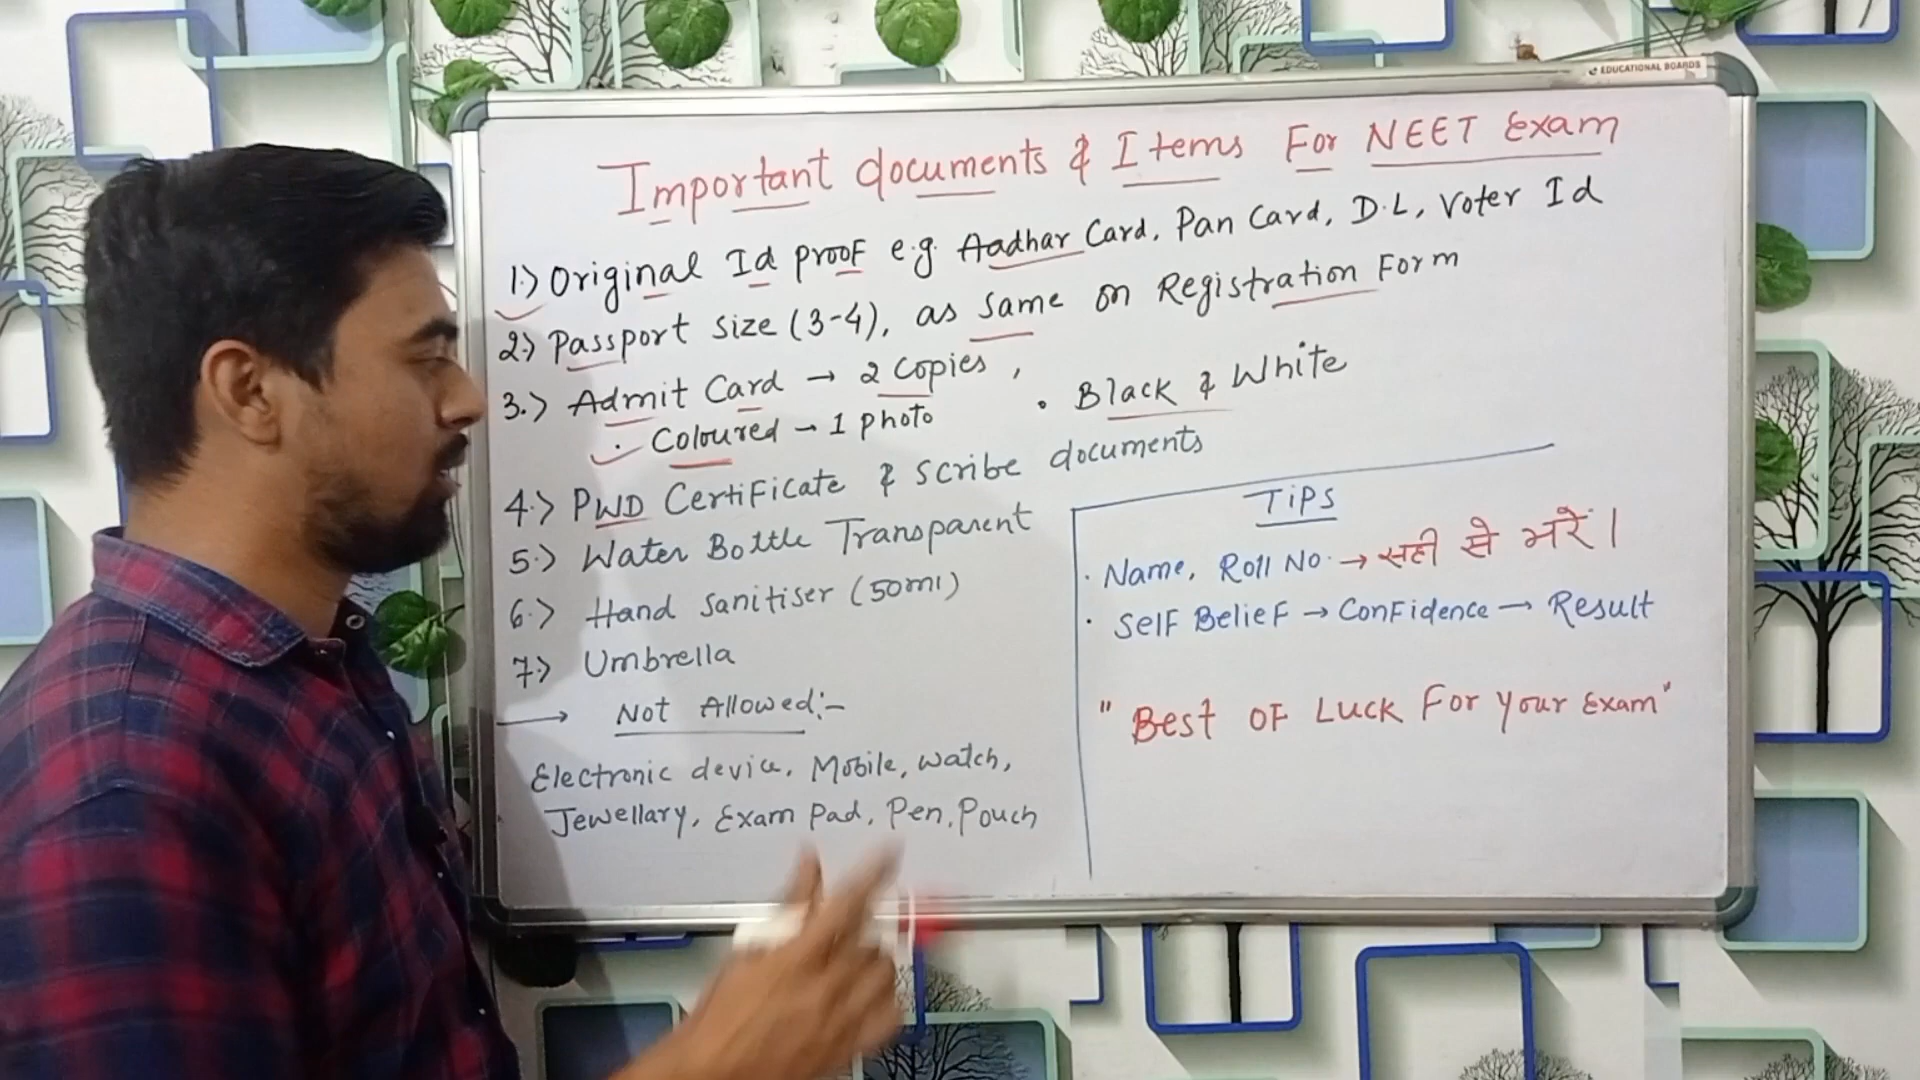 EDUCATIONAL BOARDS
Important documents & Items For NEET Exam
1.) Original Id proof e.g. Aadhar Card, Pan Card, D.L, Voter Id
2.) Passport size (3-4), as same on Registration Form
3.) Admit Card → 2 copies ,
. Coloured - 1 photo . Black & White
4.) PWD Certificate & Scribe documents
5.) Water Bottle Transparent
6.) Hand Sanitiser (50ml)
7.) Umbrella
→ Not Allowed:-
Electronic device, Mobile, watch,
Jewellary, Exam Pad, Pen, Pouch
TIPS
. Name, Roll No. → सही से भरें।
. Self Belief → Confidence → Result
"Best OF Luck For Your Exam"